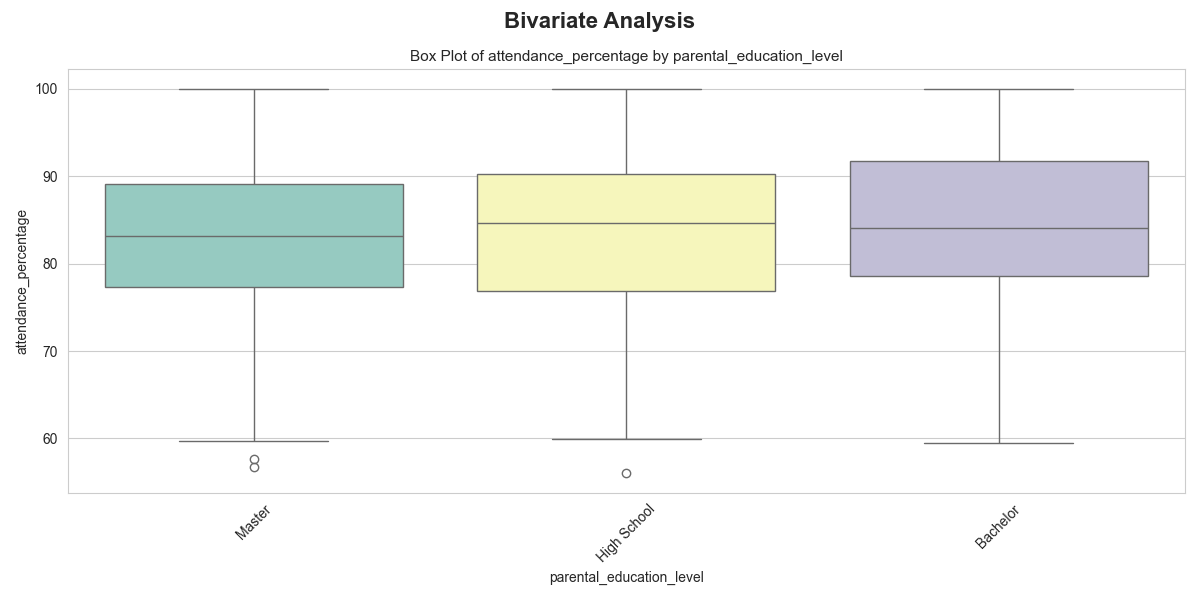 Bivariate Analysis
Box Plot of attendance_percentage by parental_education_level
attendance_percentage
100
90
80
70
60
Master
High School
Bachelor
parental_education_level